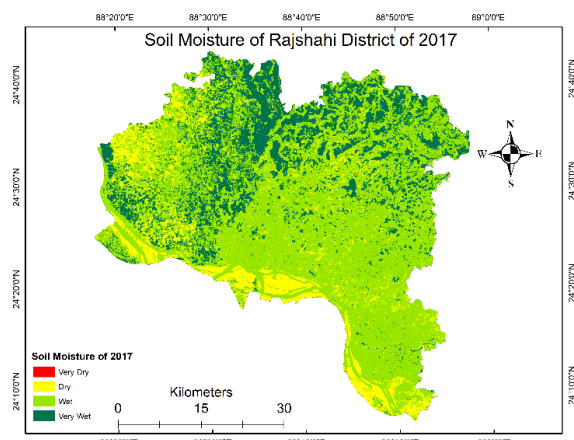 88°20'0"E 88°30'0"E 88°40'0"E 88°50'0"E 89°0'0"E
Soil Moisture of Rajshahi District of 2017
24°40'0"N 24°40'0"N
N
W E
S
24°30'0"N 24°30'0"N
24°20'0"N 24°20'0"N
24°10'0"N 24°10'0"N
Soil Moisture of 2017
Very Dry
Dry
Wet
Very Wet
Kilometers
0 15 30